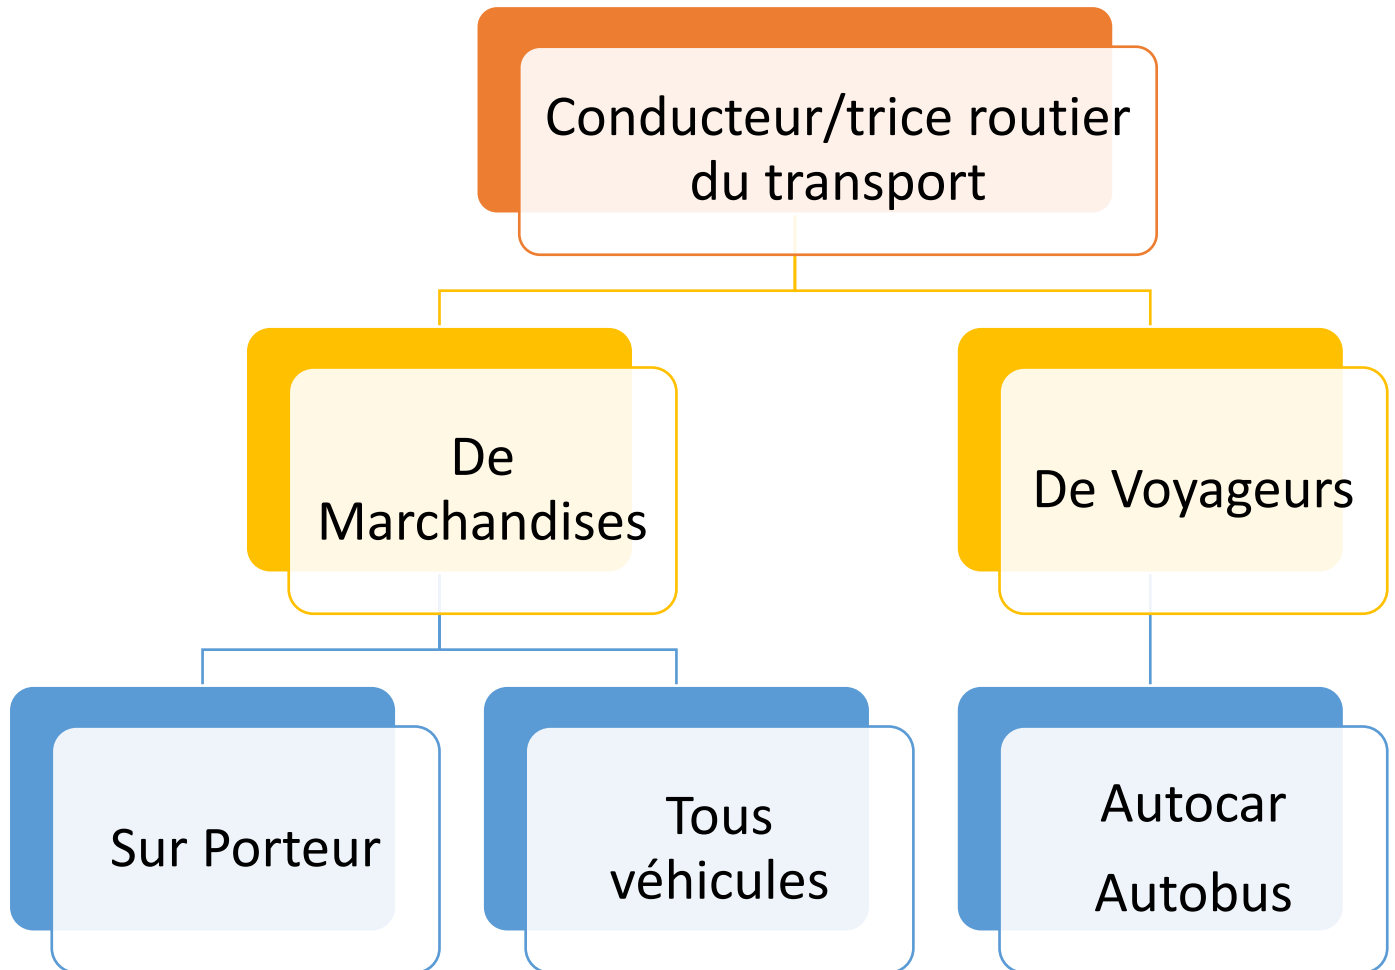 Conducteur/trice routier
du transport
De
Marchandises
De Voyageurs
Sur Porteur
Tous
véhicules
Autocar
Autobus